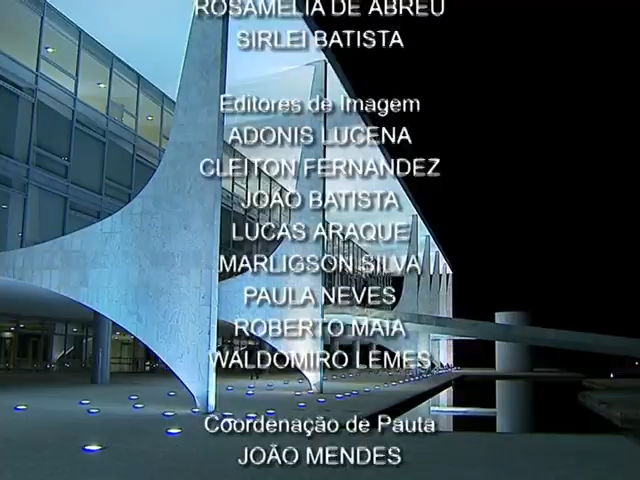 ROSAMELIA DE ABREU
SIRLEI BATISTA
Editores de Imagem
ADONIS LUCENA
CLEITON FERNANDEZ
JOÃO BATISTA
LUCAS ARAQUE
MARLIGSON SILVA
PAULA NEVES
ROBERTO MAIA
WALDOMIRO LEMES
Coordenação de Pauta
JOÃO MENDES